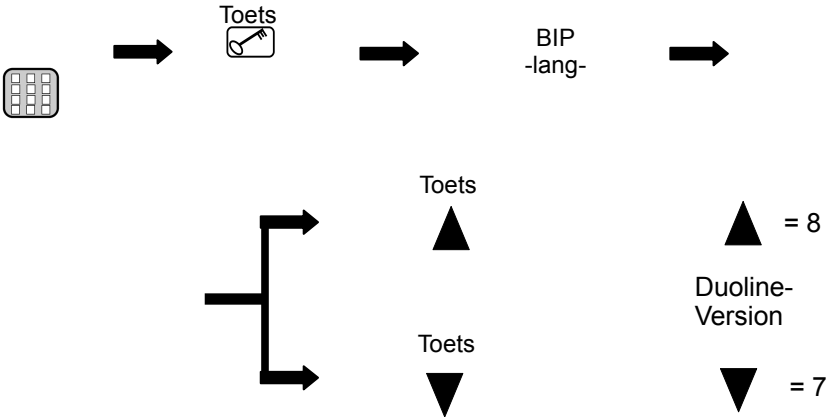 Toets
BIP
-lang-
Toets
= 8
Duoline-
Version
Toets
= 7